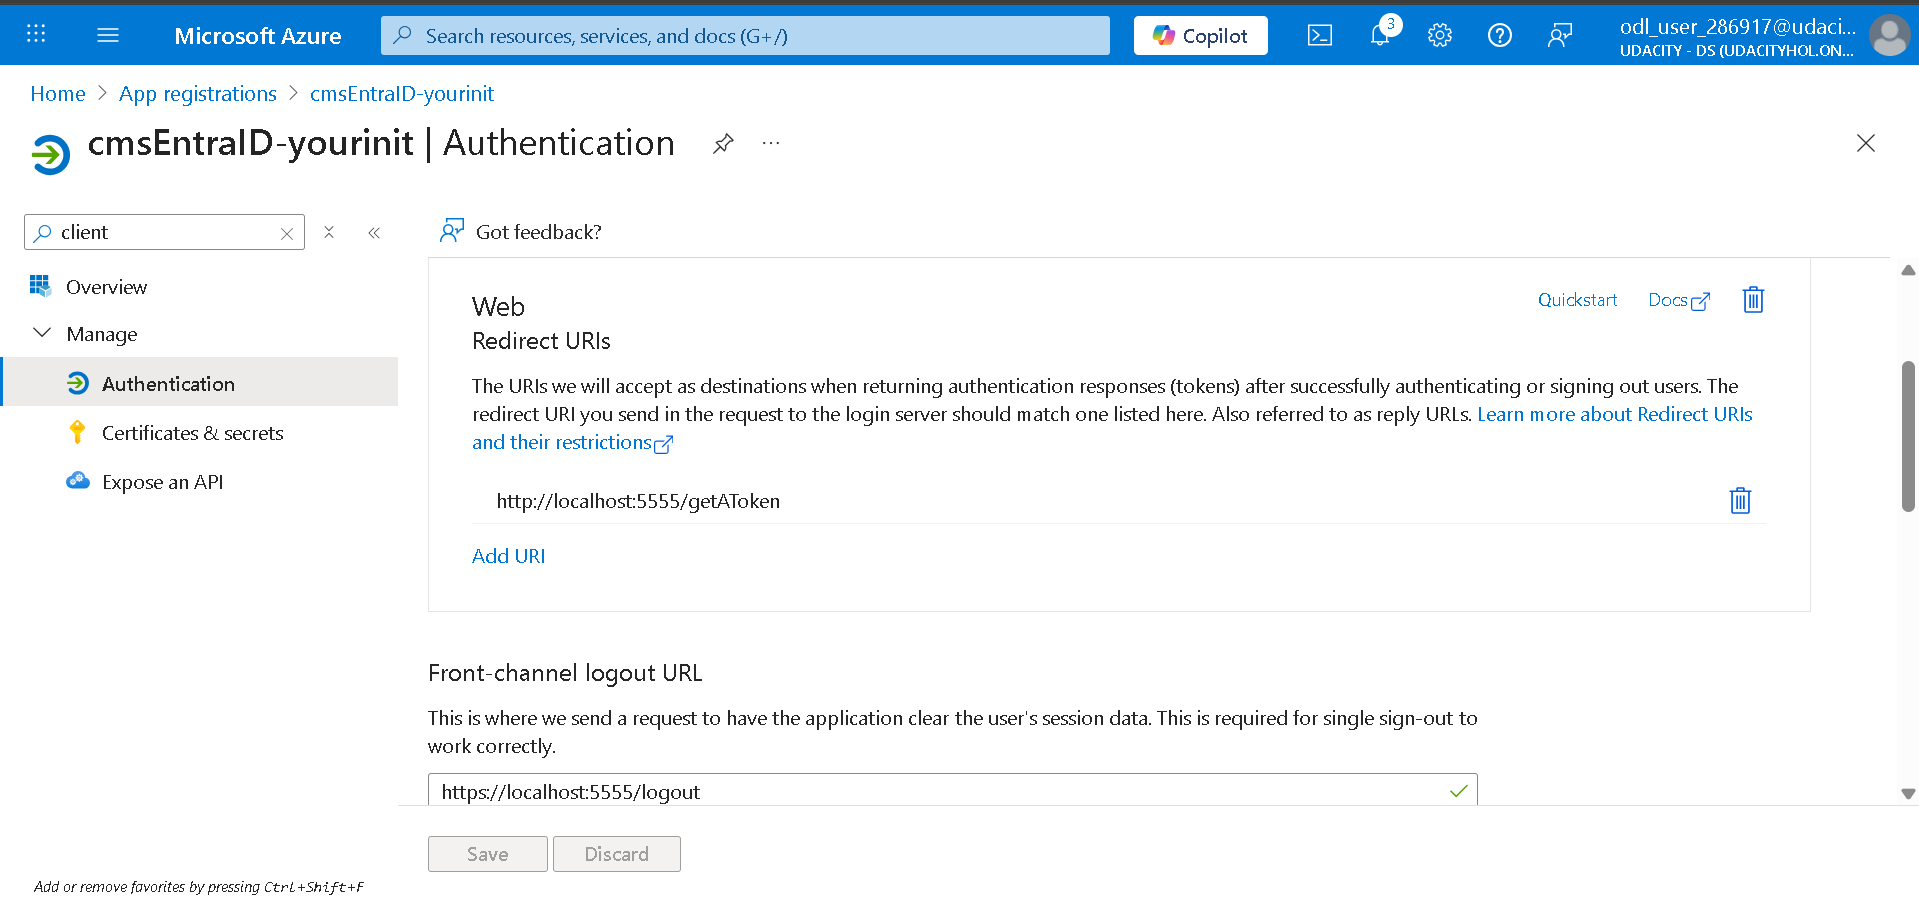 Microsoft Azure
Search resources, services, and docs (G+/)
Copilot
3
odl_user_286917@udaci...
UDACITY - DS (UDACITYHOL.ON...
Home > App registrations > cmsEntraID-yourinit
cmsEntraID-yourinit | Authentication
client
Got feedback?
Overview
Manage
Authentication
Certificates & secrets
Expose an API
Web
Quickstart
Docs
Redirect URIs
The URIs we will accept as destinations when returning authentication responses (tokens) after successfully authenticating or signing out users. The
redirect URI you send in the request to the login server should match one listed here. Also referred to as reply URLs. Learn more about Redirect URIs
and their restrictions
http://localhost:5555/getAToken
Add URI
Front-channel logout URL
This is where we send a request to have the application clear the user's session data. This is required for single sign-out to
work correctly.
https://localhost:5555/logout
Save
Discard
Add or remove favorites by pressing Ctrl+Shift+F